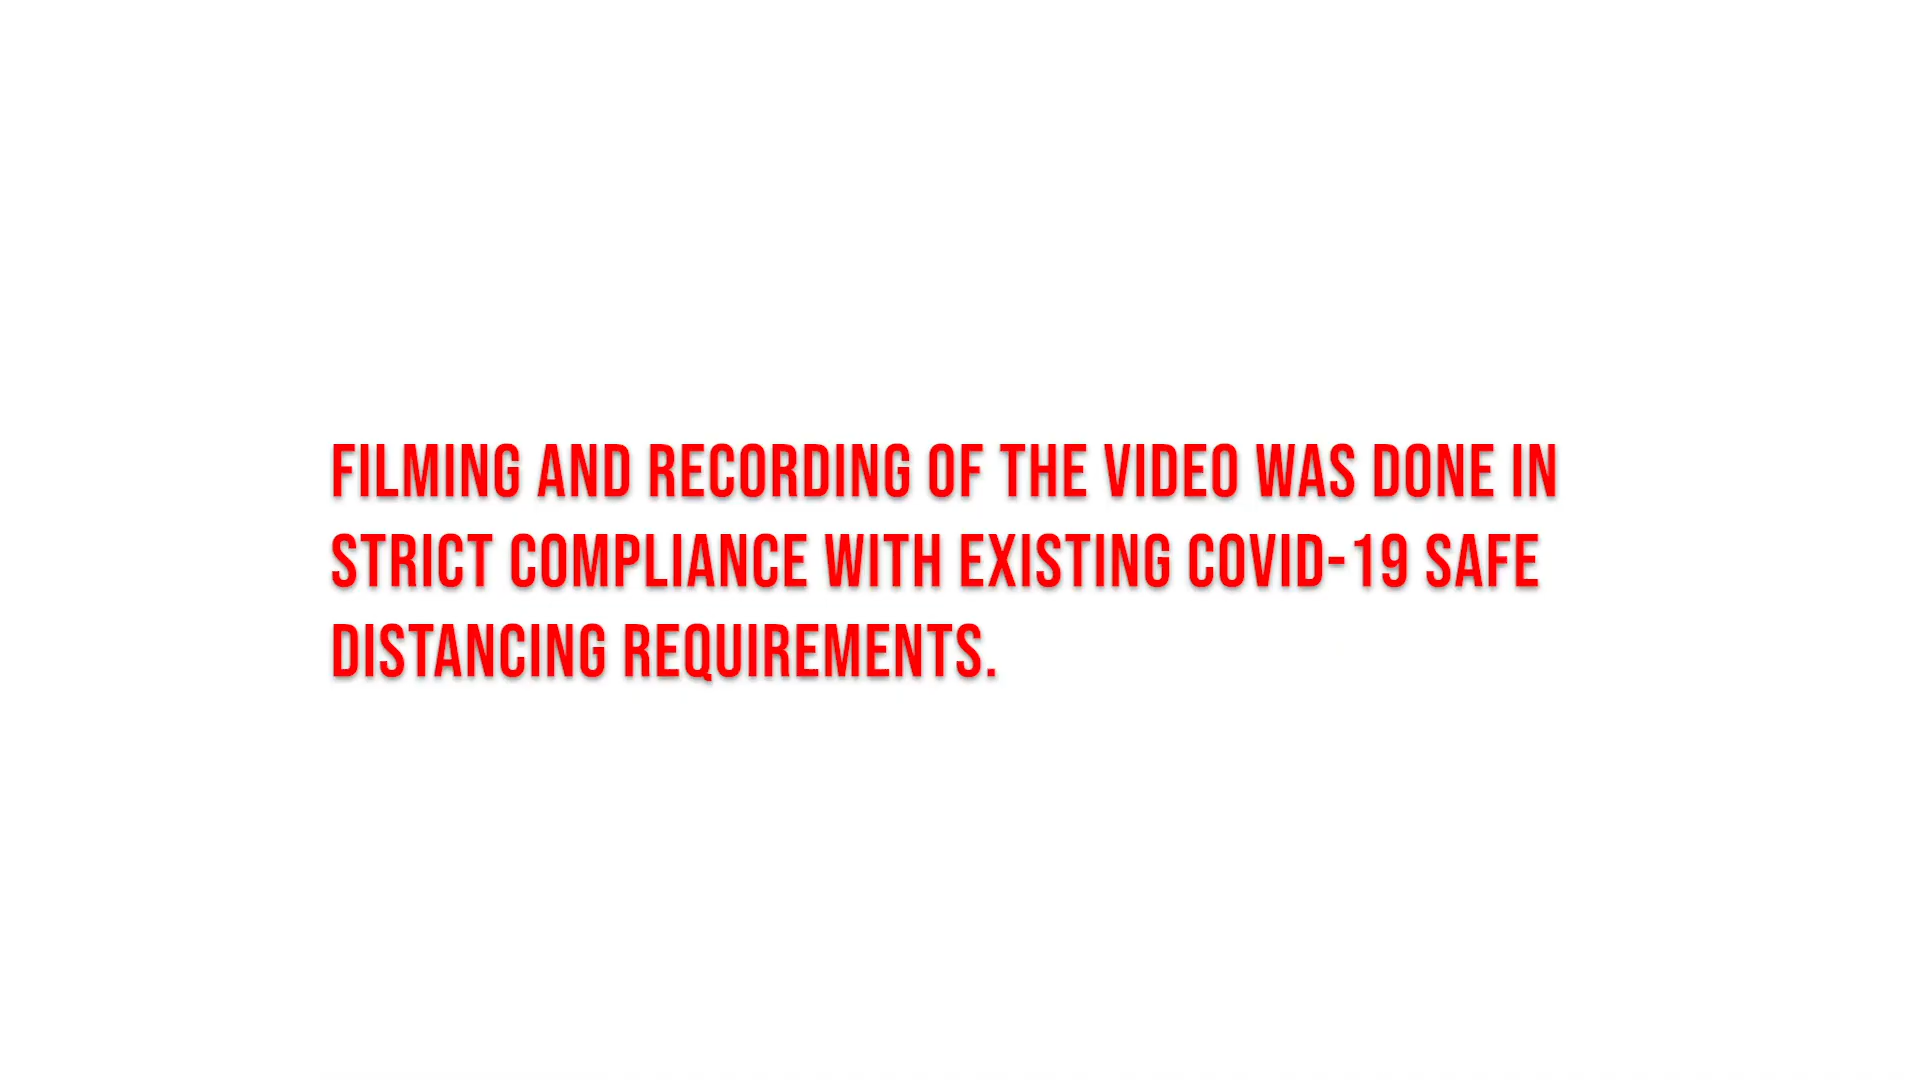 FILMING AND RECORDING OF THE VIDEO WAS DONE IN
STRICT COMPLIANCE WITH EXISTING COVID-19 SAFE
DISTANCING REQUIREMENTS.